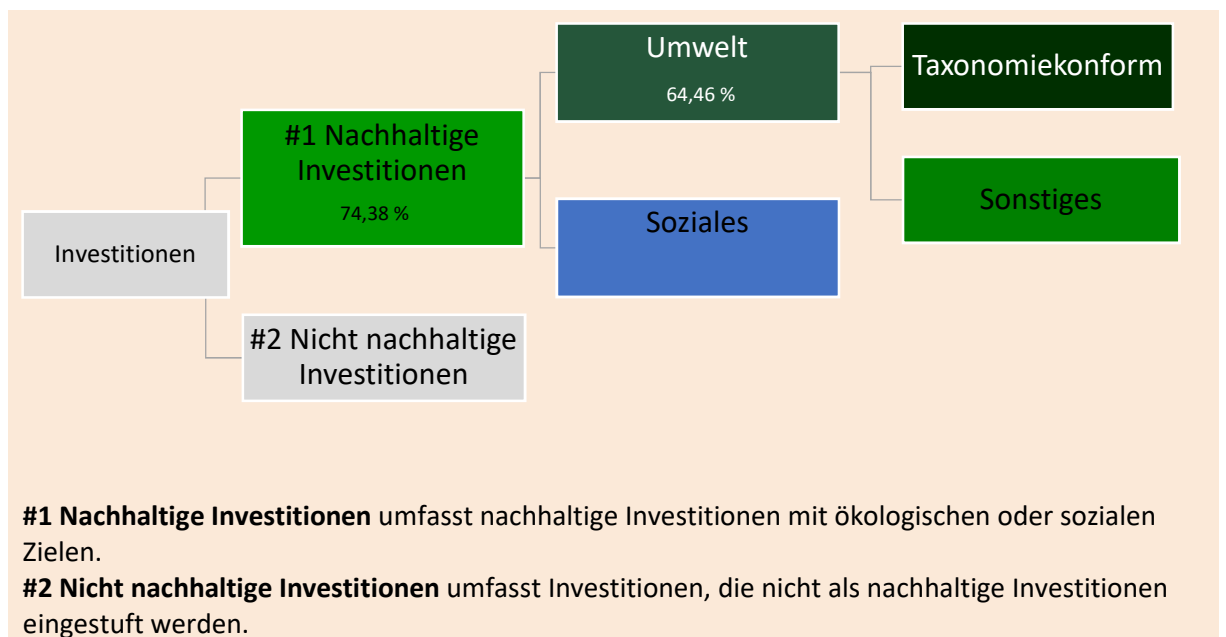 Umwelt
64,46 %
Taxonomiekonform
#1 Nachhaltige
Investitionen
74,38 %
Sonstiges
Soziales
Investitionen
#2 Nicht nachhaltige
Investitionen
#1 Nachhaltige Investitionen umfasst nachhaltige Investitionen mit ökologischen oder sozialen
Zielen.
#2 Nicht nachhaltige Investitionen umfasst Investitionen, die nicht als nachhaltige Investitionen
eingestuft werden.